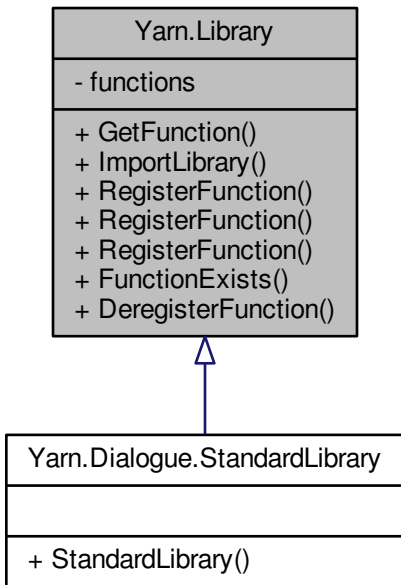 Yarn.Library
- functions
+ GetFunction()
+ ImportLibrary()
+ RegisterFunction()
+ RegisterFunction()
+ RegisterFunction()
+ FunctionExists()
+ DeregisterFunction()
Yarn.Dialogue.StandardLibrary
+ StandardLibrary()